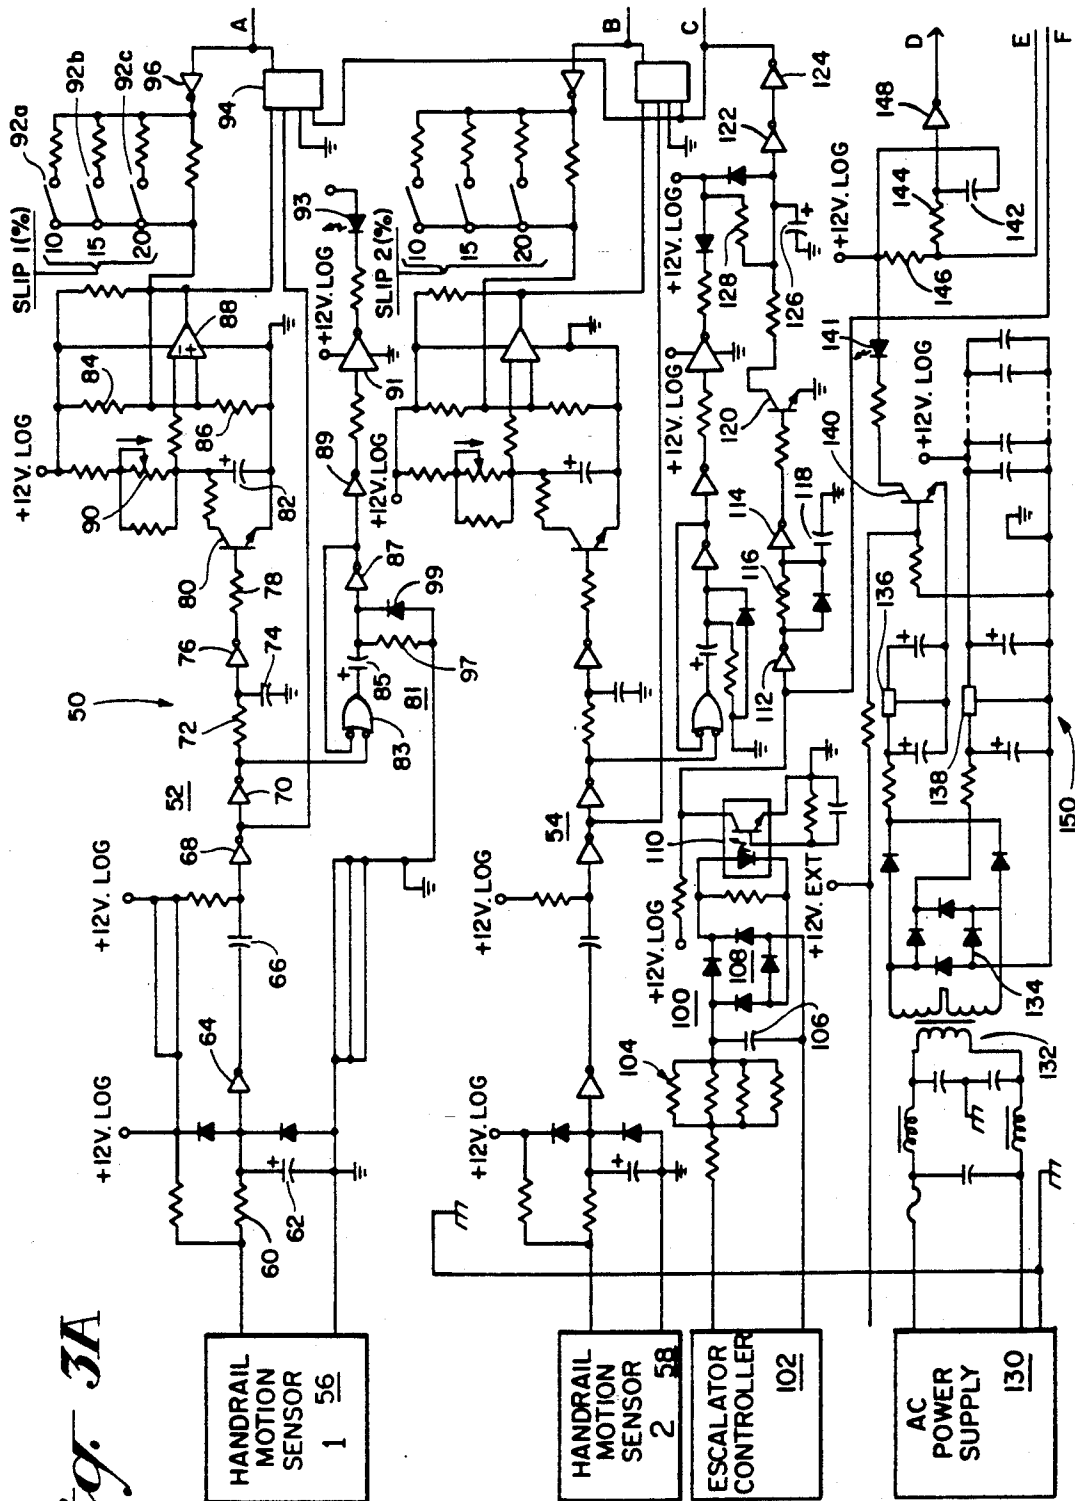 Fig. 3A
50
52
+12V. LOG
+12V. LOG
+12V. LOG
SLIP 1 (%)
10
15
20
92a
92b
92c
96
A
94
84
86
88
90
82
80
78
76
74
72
70
68
66
64
62
60
HANDRAIL
MOTION
SENSOR
1 56
81
83
85
87
89
91
93
97
99
+12V. LOG
+12V. LOG
+12V. LOG
+12V. LOG
SLIP 2 (%)
10
15
20
B
C
54
HANDRAIL
MOTION
SENSOR
2 58
+12V. LOG
+12V. LOG
+12V. LOG
100
104
106
108
110
112
114
116
118
120
122
124
126
128
ESCALATOR
CONTROLLER
102
+12V. EXT
+12V. LOG
+12V. LOG
AC
POWER
SUPPLY
130
132
134
136
138
140
141
142
144
146
148
150
D
E
F